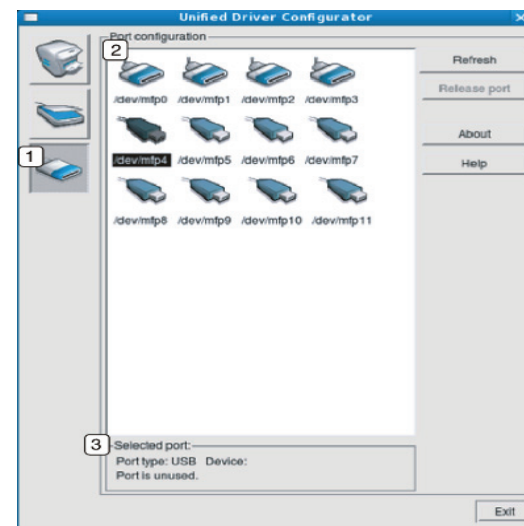 Unified Driver Configurator
Port configuration
2
/dev/mfp0 /dev/mfp1 /dev/mfp2 /dev/mfp3
/dev/mfp4 /dev/mfp5 /dev/mfp6 /dev/mfp7
/dev/mfp8 /dev/mfp9 /dev/mfp10 /dev/mfp11
1
Refresh
Release port
About
Help
3
Selected port:
Port type: USB Device:
Port is unused.
Exit